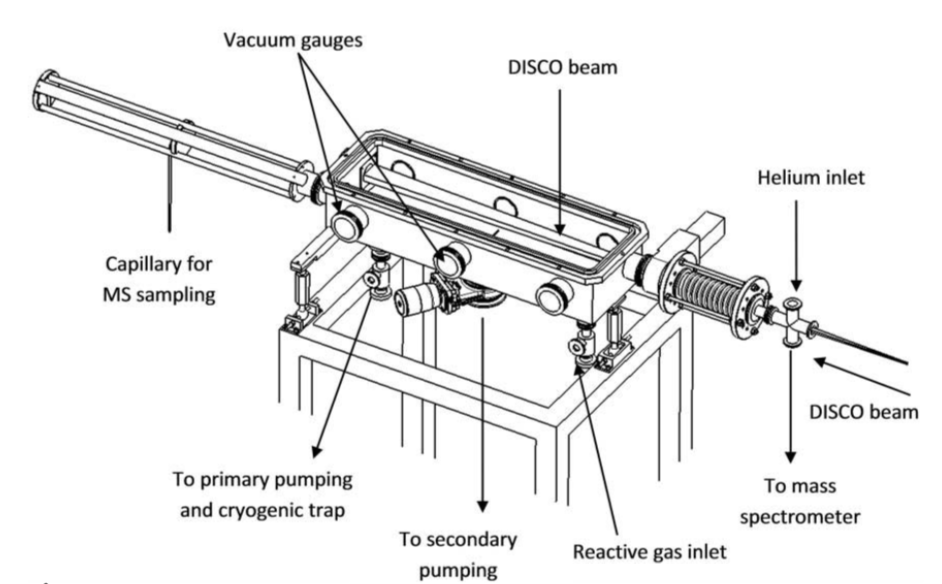 Vacuum gauges
DISCO beam
Helium inlet
Capillary for
MS sampling
DISCO beam
To primary pumping
and cryogenic trap
To mass
spectrometer
To secondary
pumping
Reactive gas inlet